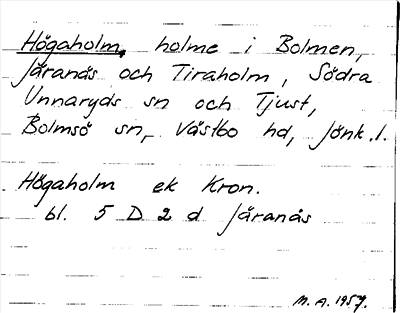 Högaholm, holme i Bolmen,
Järanäs och Tiraholm, Södra
Unnaryds sn och Tjust,
Bolmsö sn, Västbo hd, Jönk.l.
Högaholm ek Kron.
bl. 5 D 2 d Järanäs
M.A. 1957.